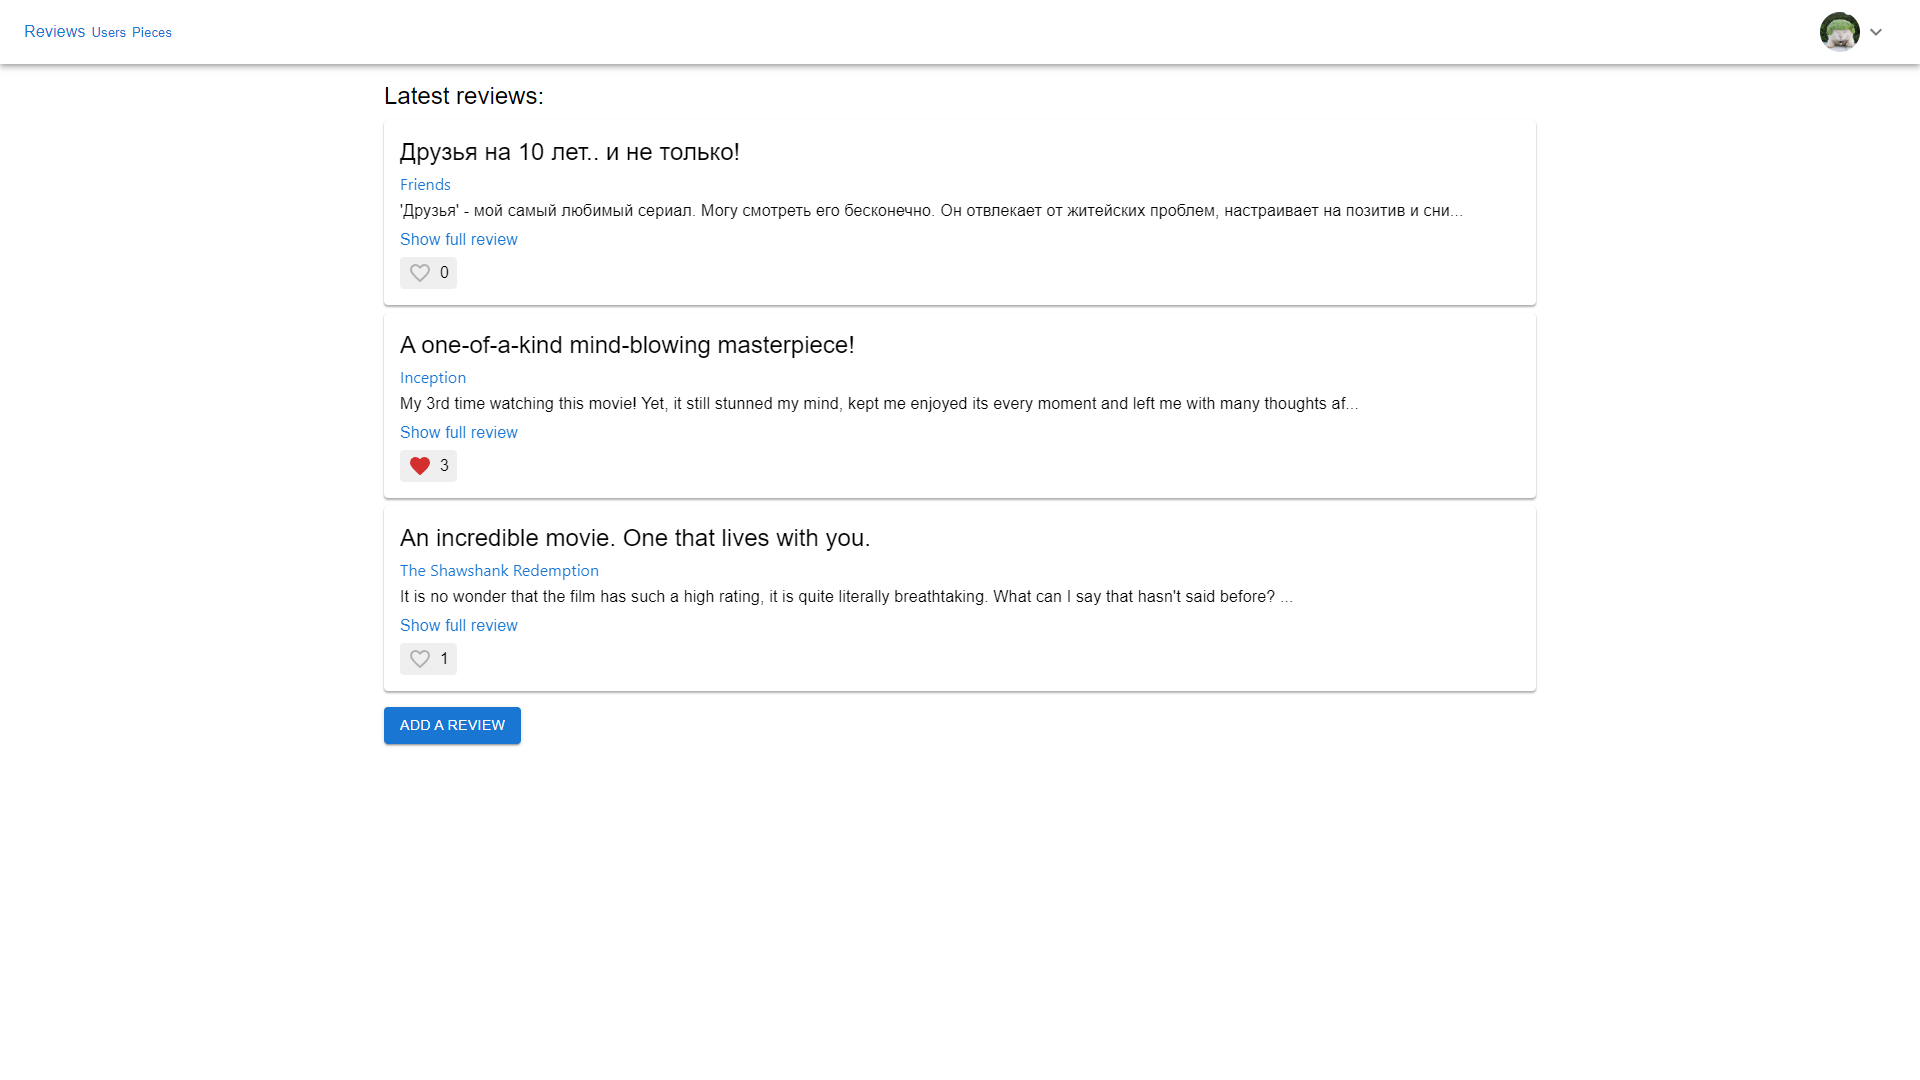 Reviews Users Pieces
Latest reviews:
Друзья на 10 лет.. и не только!
Friends
'Друзья' - мой самый любимый сериал. Могу смотреть его бесконечно. Он отвлекает от житейских проблем, настраивает на позитив и сни...
Show full review
0
A one-of-a-kind mind-blowing masterpiece!
Inception
My 3rd time watching this movie! Yet, it still stunned my mind, kept me enjoyed its every moment and left me with many thoughts af...
Show full review
3
An incredible movie. One that lives with you.
The Shawshank Redemption
It is no wonder that the film has such a high rating, it is quite literally breathtaking. What can I say that hasn't said before? ...
Show full review
1
ADD A REVIEW